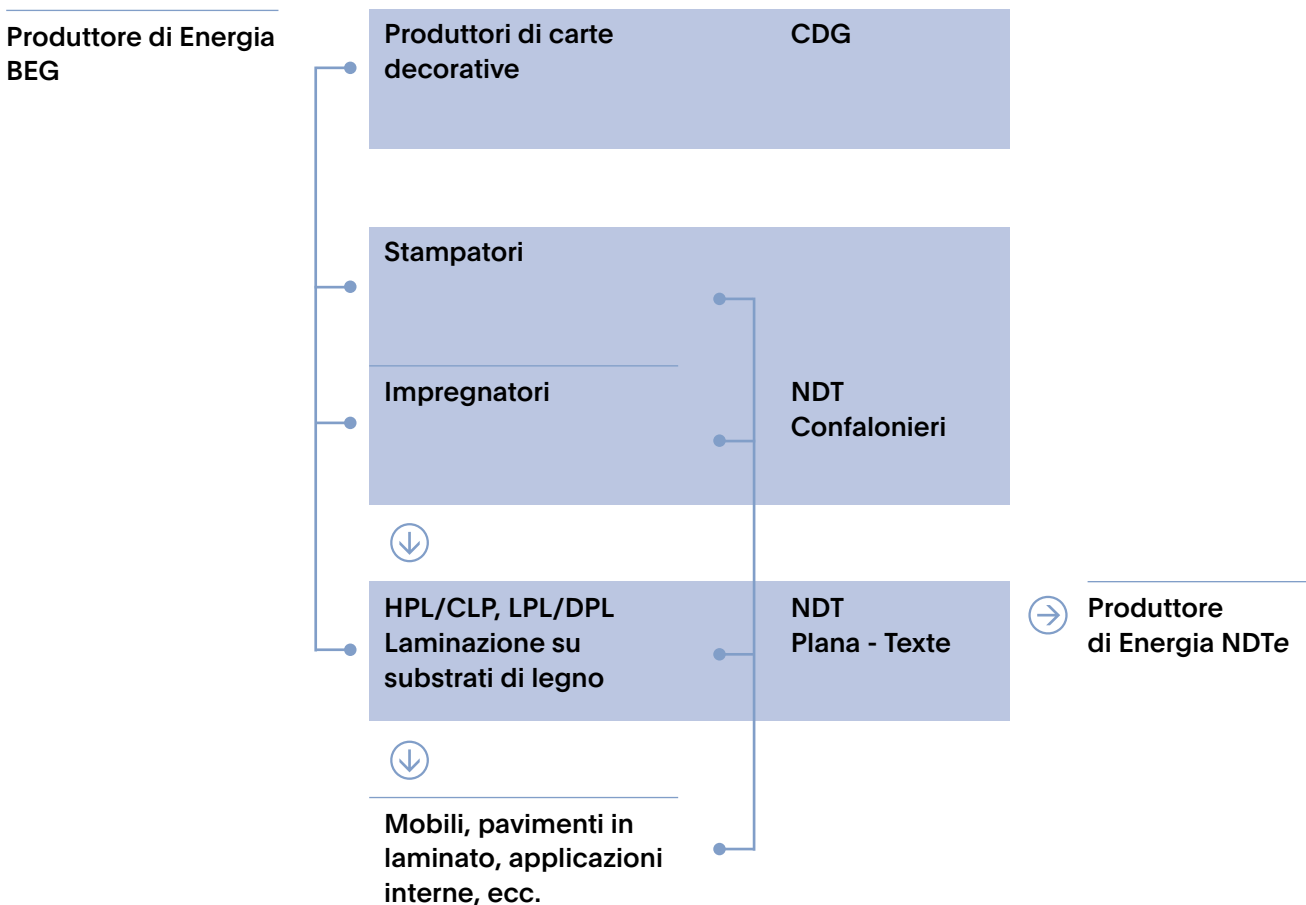 Produttore di Energia
BEG
Produttori di carte
decorative
CDG
Stampatori
Impregnatori
NDT
Confalonieri
HPL/CLP, LPL/DPL
Laminazione su
substrati di legno
NDT
Plana - Texte
Produttore
di Energia NDTe
Mobili, pavimenti in
laminato, applicazioni
interne, ecc.